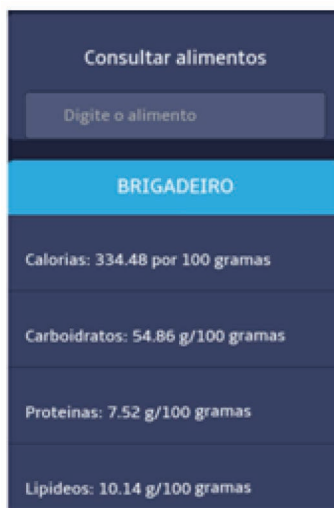 Consultar alimentos
Digite o alimento
BRIGADEIRO
Calorias: 334.48 por 100 gramas
Carboidratos: 54.86 g/100 gramas
Proteinas: 7.52 g/100 gramas
Lipideos: 10.14 g/100 gramas